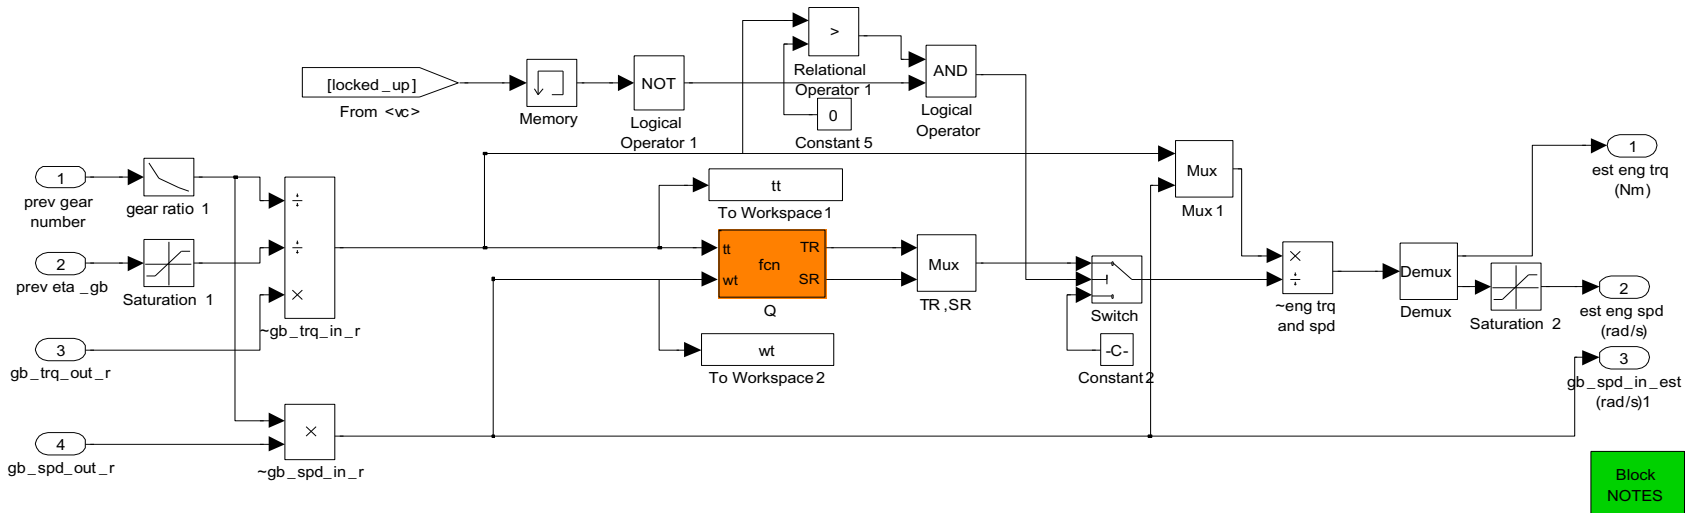 >
Relational
Operator 1
AND
Logical
Operator
[locked_up]
From <vc>
Memory
NOT
Logical
Operator 1
0
Constant 5
1
prev gear
number
gear ratio 1
÷
÷
×
~gb_trq_in_r
2
prev eta_gb
Saturation 1
3
gb_trq_out_r
4
gb_spd_out_r
×
~gb_spd_in_r
tt
To Workspace1
tt
wt
fcn
TR
SR
Q
wt
To Workspace2
Mux
TR,SR
Switch
-C-
Constant2
Mux
Mux 1
×
÷
~eng trq
and spd
Demux
Demux
Saturation 2
1
est eng trq
(Nm)
2
est eng spd
(rad/s)
3
gb_spd_in_est
(rad/s)1
Block
NOTES